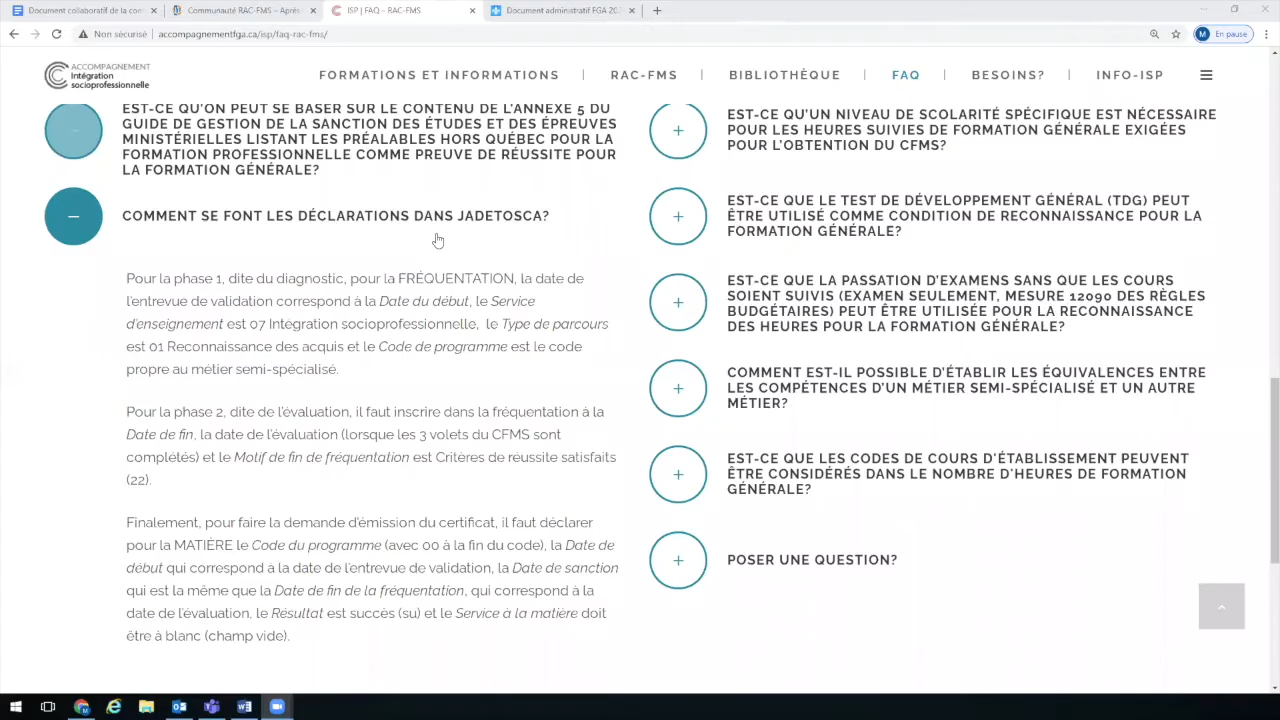 Document collaboratif de la con
Communauté RAC-FMS – Après
ISP | FAQ – RAC-FMS
Document administratif FGA 202
Non sécurisé
accompagnementfga.ca/isp/faq-rac-fms/
M
En pause
ACCOMPAGNEMENT
Intégration
socioprofessionnelle
FORMATIONS ET INFORMATIONS
RAC-FMS
BIBLIOTHÈQUE
FAQ
BESOINS?
INFO-ISP
EST-CE QU'ON PEUT SE BASER SUR LE CONTENU DE L'ANNEXE 5 DU
GUIDE DE GESTION DE LA SANCTION DES ÉTUDES ET DES ÉPREUVES
MINISTÉRIELLES LISTANT LES PRÉALABLES HORS QUÉBEC POUR LA
FORMATION PROFESSIONNELLE COMME PREUVE DE RÉUSSITE POUR
LA FORMATION GÉNÉRALE?
COMMENT SE FONT LES DÉCLARATIONS DANS JADETOSCA?
Pour la phase 1, dite du diagnostic, pour la FRÉQUENTATION, la date de
l'entrevue de validation correspond à la Date du début, le Service
d'enseignement est 07 Intégration socioprofessionnelle, le Type de parcours
est 01 Reconnaissance des acquis et le Code de programme est le code
propre au métier semi-spécialisé.
Pour la phase 2, dite de l'évaluation, il faut inscrire dans la fréquentation à la
Date de fin, la date de l'évaluation (lorsque les 3 volets du CFMS sont
complétés) et le Motif de fin de fréquentation est Critères de réussite satisfaits
(22).
Finalement, pour faire la demande d'émission du certificat, il faut déclarer
pour la MATIÈRE le Code du programme (avec 00 à la fin du code), la Date de
début qui correspond à la date de l'entrevue de validation, la Date de sanction
qui est la même que la Date de fin de la fréquentation, qui correspond à la
date de l'évaluation, le Résultat est succès (su) et le Service à la matière doit
être à blanc (champ vide).
EST-CE QU'UN NIVEAU DE SCOLARITÉ SPÉCIFIQUE EST NÉCESSAIRE
POUR LES HEURES SUIVIES DE FORMATION GÉNÉRALE EXIGÉES
POUR L'OBTENTION DU CFMS?
EST-CE QUE LE TEST DE DÉVELOPPEMENT GÉNÉRAL (TDG) PEUT
ÊTRE UTILISÉ COMME CONDITION DE RECONNAISSANCE POUR LA
FORMATION GÉNÉRALE?
EST-CE QUE LA PASSATION D'EXAMENS SANS QUE LES COURS
SOIENT SUIVIS (EXAMEN SEULEMENT, MESURE 12090 DES RÈGLES
BUDGÉTAIRES) PEUT ÊTRE UTILISÉE POUR LA RECONNAISSANCE
DES HEURES POUR LA FORMATION GÉNÉRALE?
COMMENT EST-IL POSSIBLE D'ÉTABLIR LES ÉQUIVALENCES ENTRE
LES COMPÉTENCES D'UN MÉTIER SEMI-SPÉCIALISÉ ET UN AUTRE
MÉTIER?
EST-CE QUE LES CODES DE COURS D'ÉTABLISSEMENT PEUVENT
ÊTRE CONSIDÉRÉS DANS LE NOMBRE D'HEURES DE FORMATION
GÉNÉRALE?
POSER UNE QUESTION?